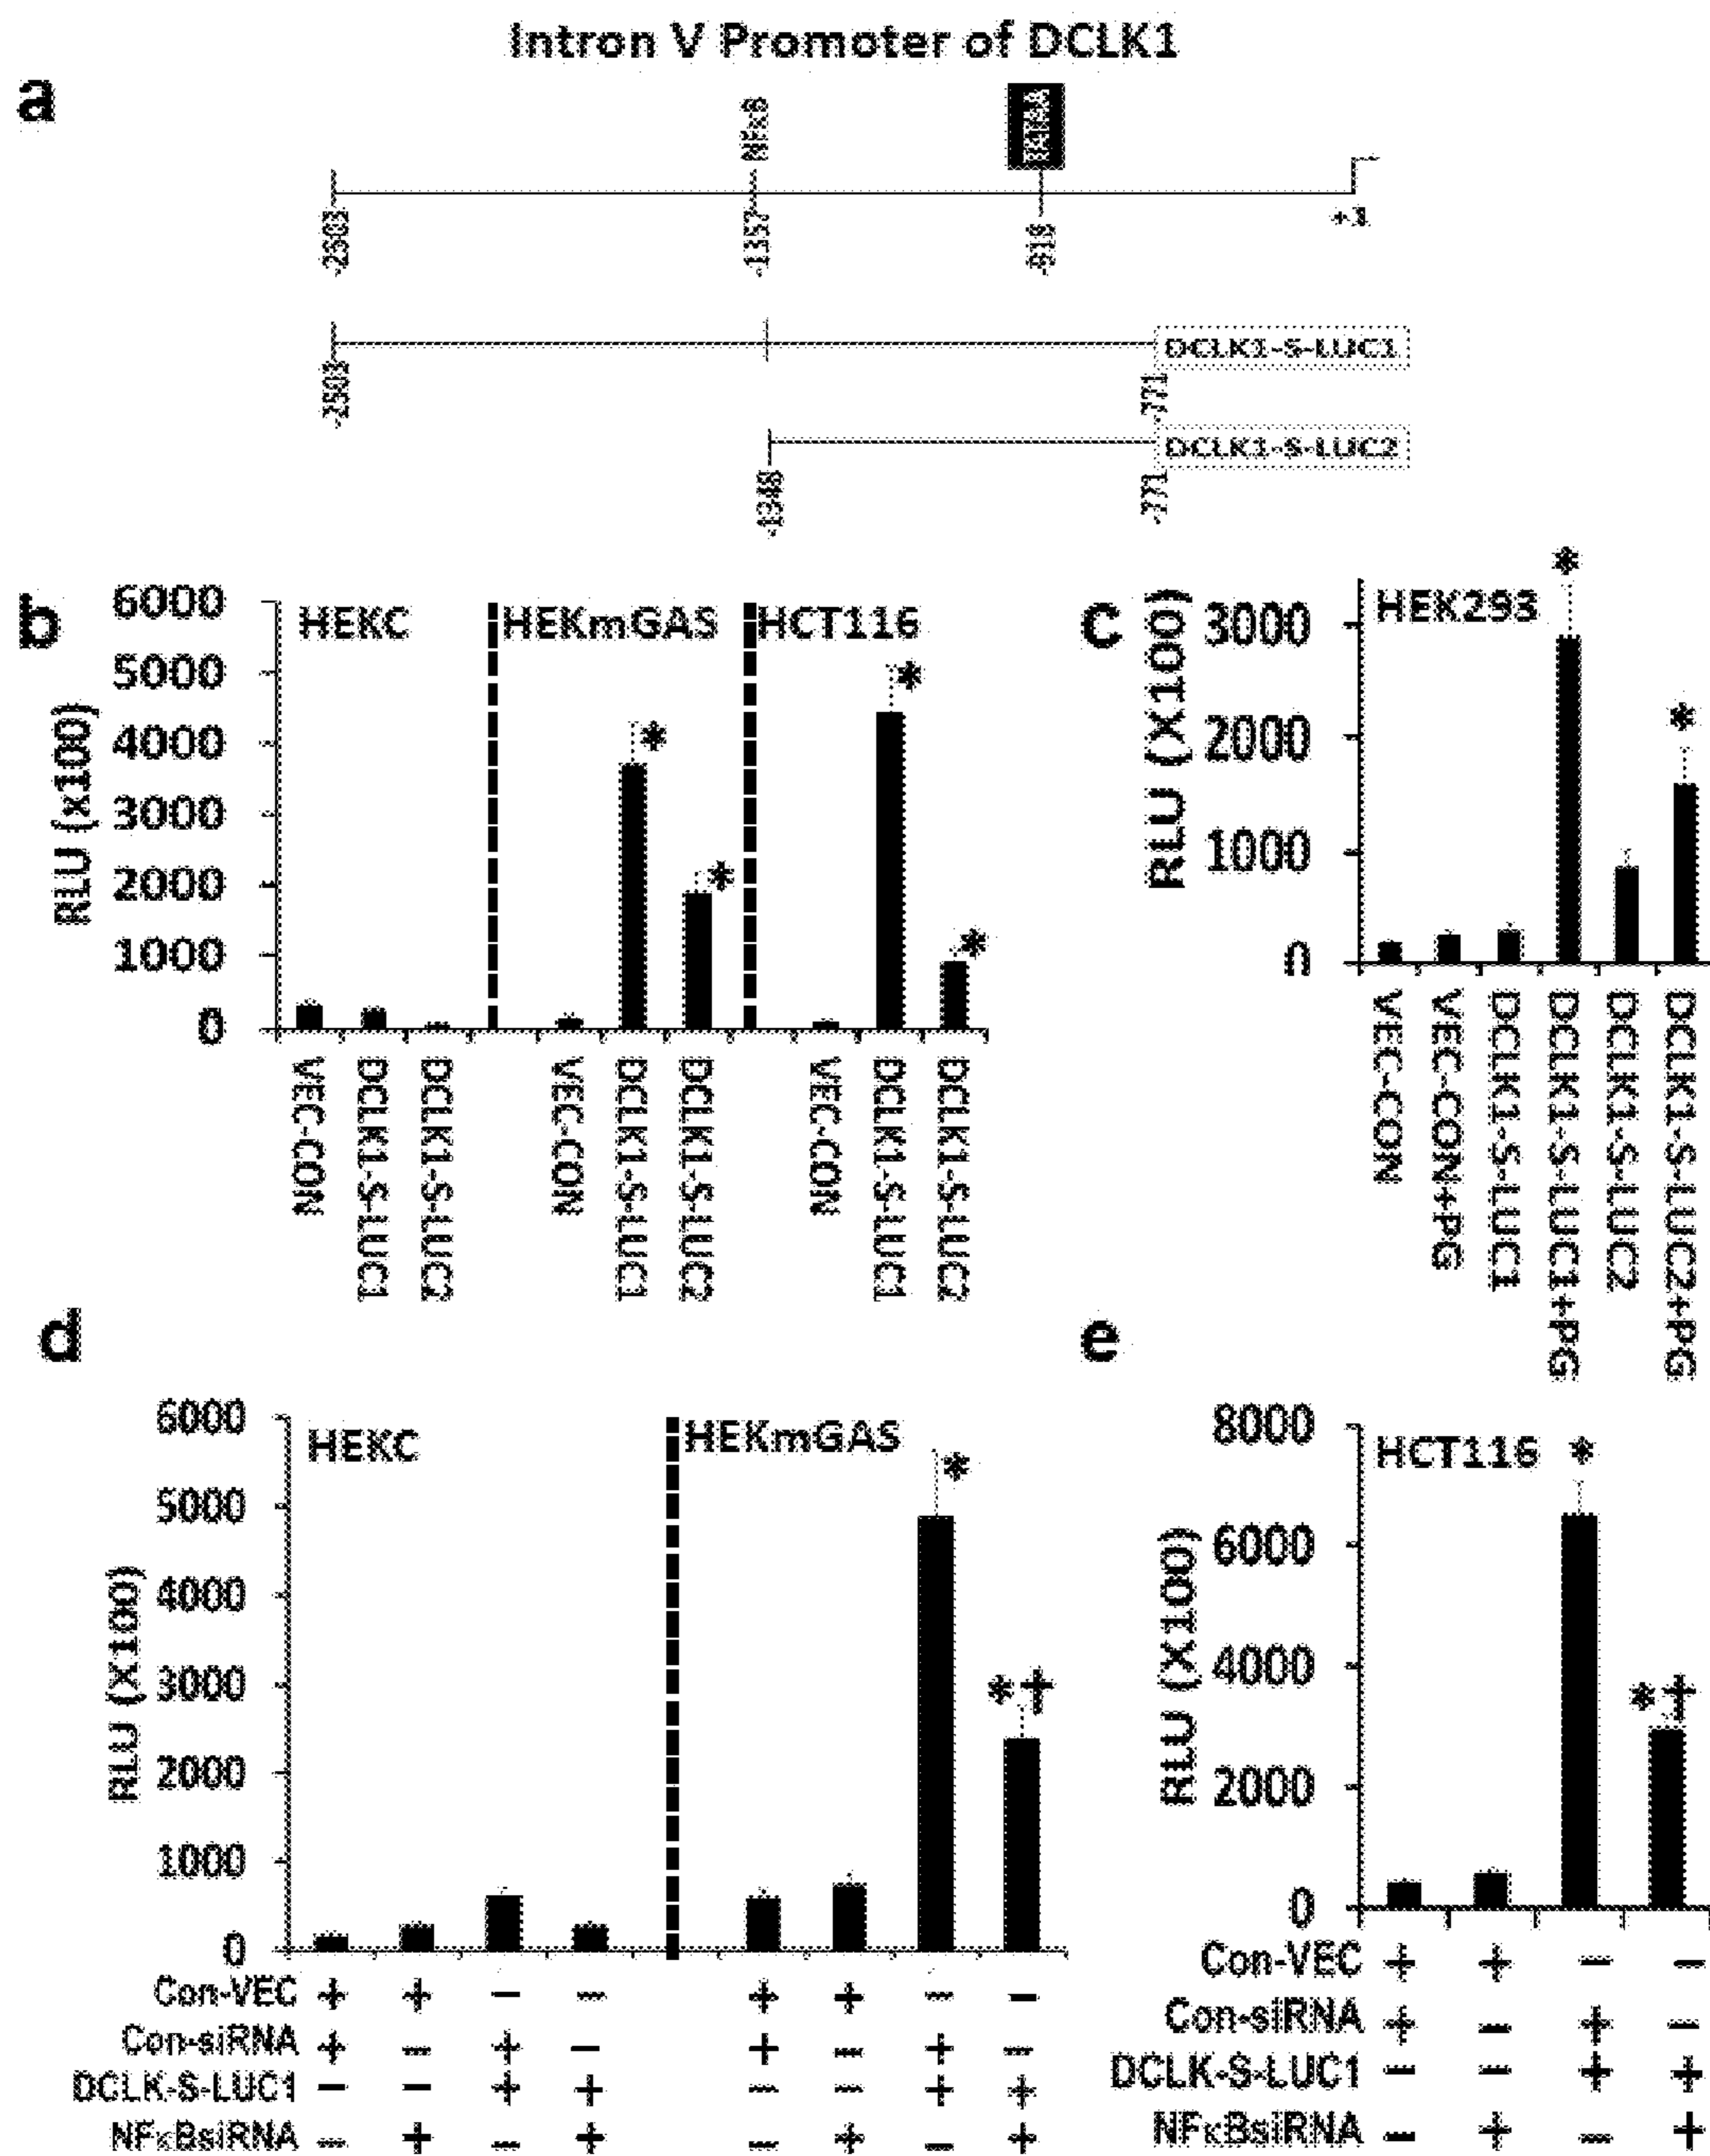 Intron V Promoter of DCLK1
a
NFκB
TATA
-2503
-1357
-918
+1
DCLK1-S-LUC1
-2503
-771
DCLK1-S-LUC2
-1348
-771
b
RLU (x100)
6000
5000
4000
3000
2000
1000
0
HEKC
HEKmGAS
HCT116
*
*
*
*
VEC-CON
DCLK1-S-LUC1
DCLK1-S-LUC2
VEC-CON
DCLK1-S-LUC1
DCLK1-S-LUC2
VEC-CON
DCLK1-S-LUC1
DCLK1-S-LUC2
c
RLU (X100)
3000
2000
1000
0
HEK293
*
*
VEC-CON
VEC-CON+PG
DCLK1-S-LUC1
DCLK1-S-LUC1+PG
DCLK1-S-LUC2
DCLK1-S-LUC2+PG
d
RLU (X100)
6000
5000
4000
3000
2000
1000
0
HEKC
HEKmGAS
*
*†
Con-VEC + + - - + + - -
Con-siRNA + - + - + - + -
DCLK-S-LUC1 - - + + - - + +
NFκBsiRNA - + - + - + - +
e
RLU (X100)
8000
6000
4000
2000
0
HCT116
*
*†
Con-VEC + + - -
Con-siRNA + - + -
DCLK-S-LUC1 - - + +
NFκBsiRNA - + - +